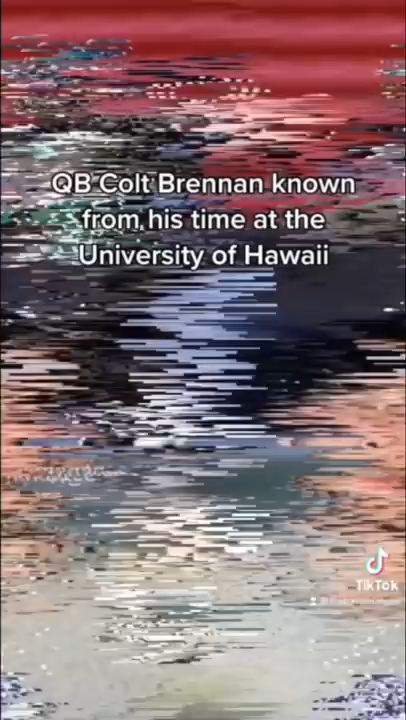 QB Colt Brennan known
from his time at the
University of Hawaii
TikTok